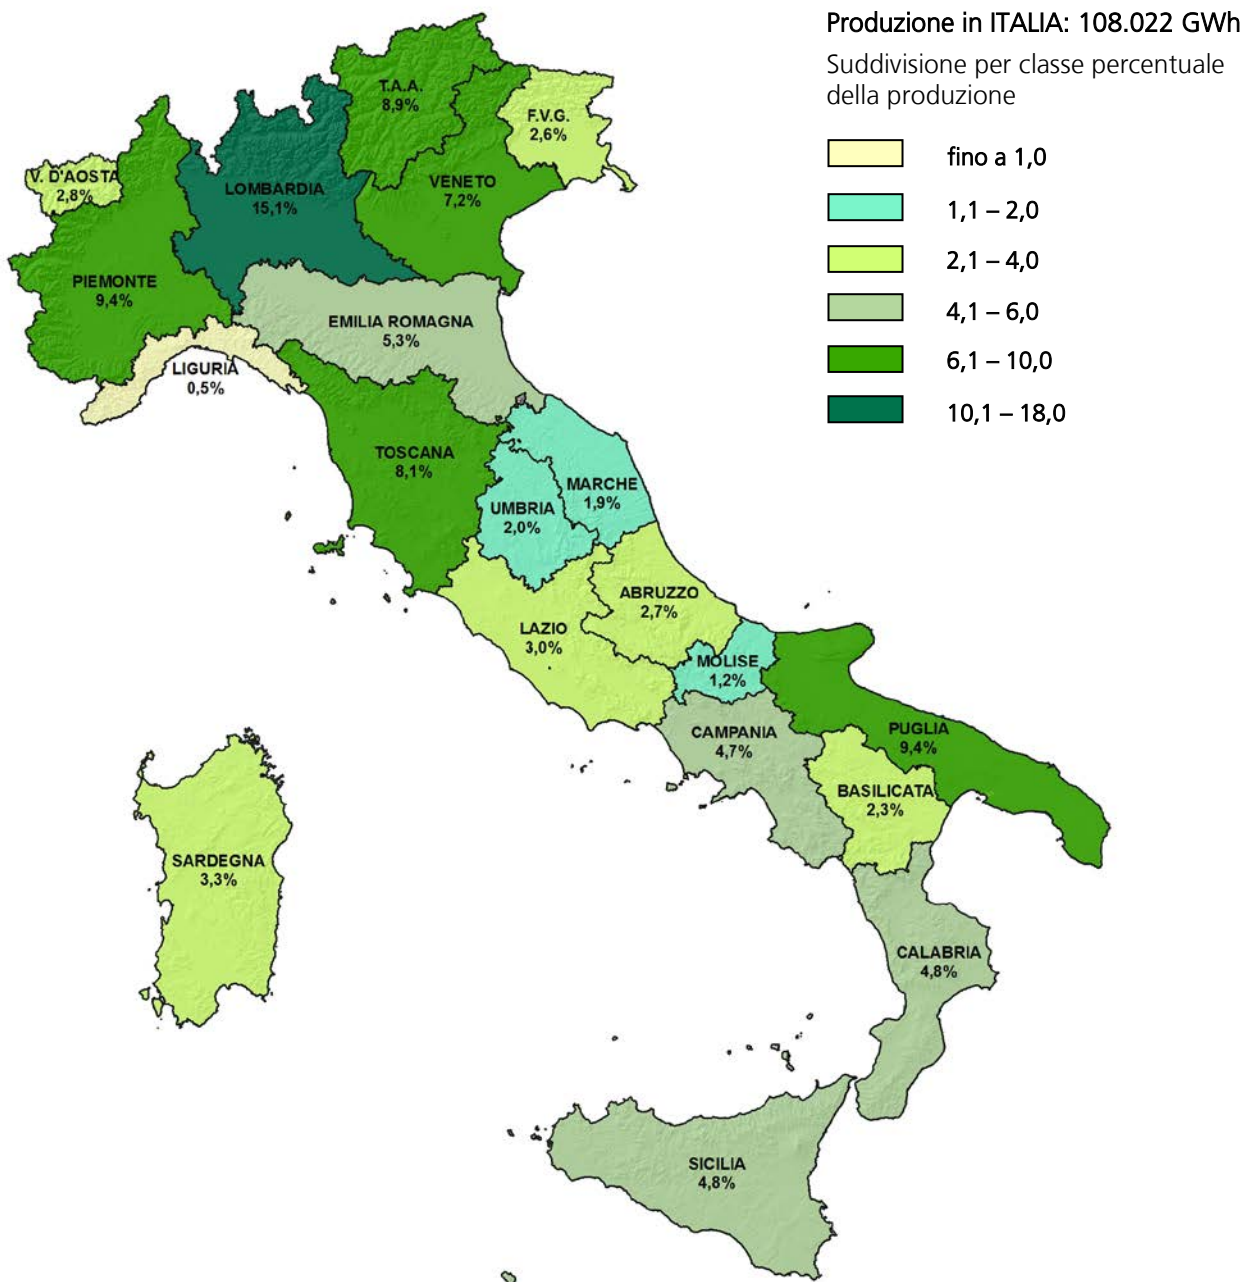 Produzione in ITALIA: 108.022 GWh
Suddivisione per classe percentuale
della produzione
fino a 1,0
1,1 – 2,0
2,1 – 4,0
4,1 – 6,0
6,1 – 10,0
10,1 – 18,0
T.A.A.
8,9%
F.V.G.
2,6%
V. D'AOSTA
2,8%
LOMBARDIA
15,1%
VENETO
7,2%
PIEMONTE
9,4%
EMILIA ROMAGNA
5,3%
LIGURIA
0,5%
TOSCANA
8,1%
MARCHE
1,9%
UMBRIA
2,0%
ABRUZZO
2,7%
LAZIO
3,0%
MOLISE
1,2%
CAMPANIA
4,7%
PUGLIA
9,4%
BASILICATA
2,3%
SARDEGNA
3,3%
CALABRIA
4,8%
SICILIA
4,8%